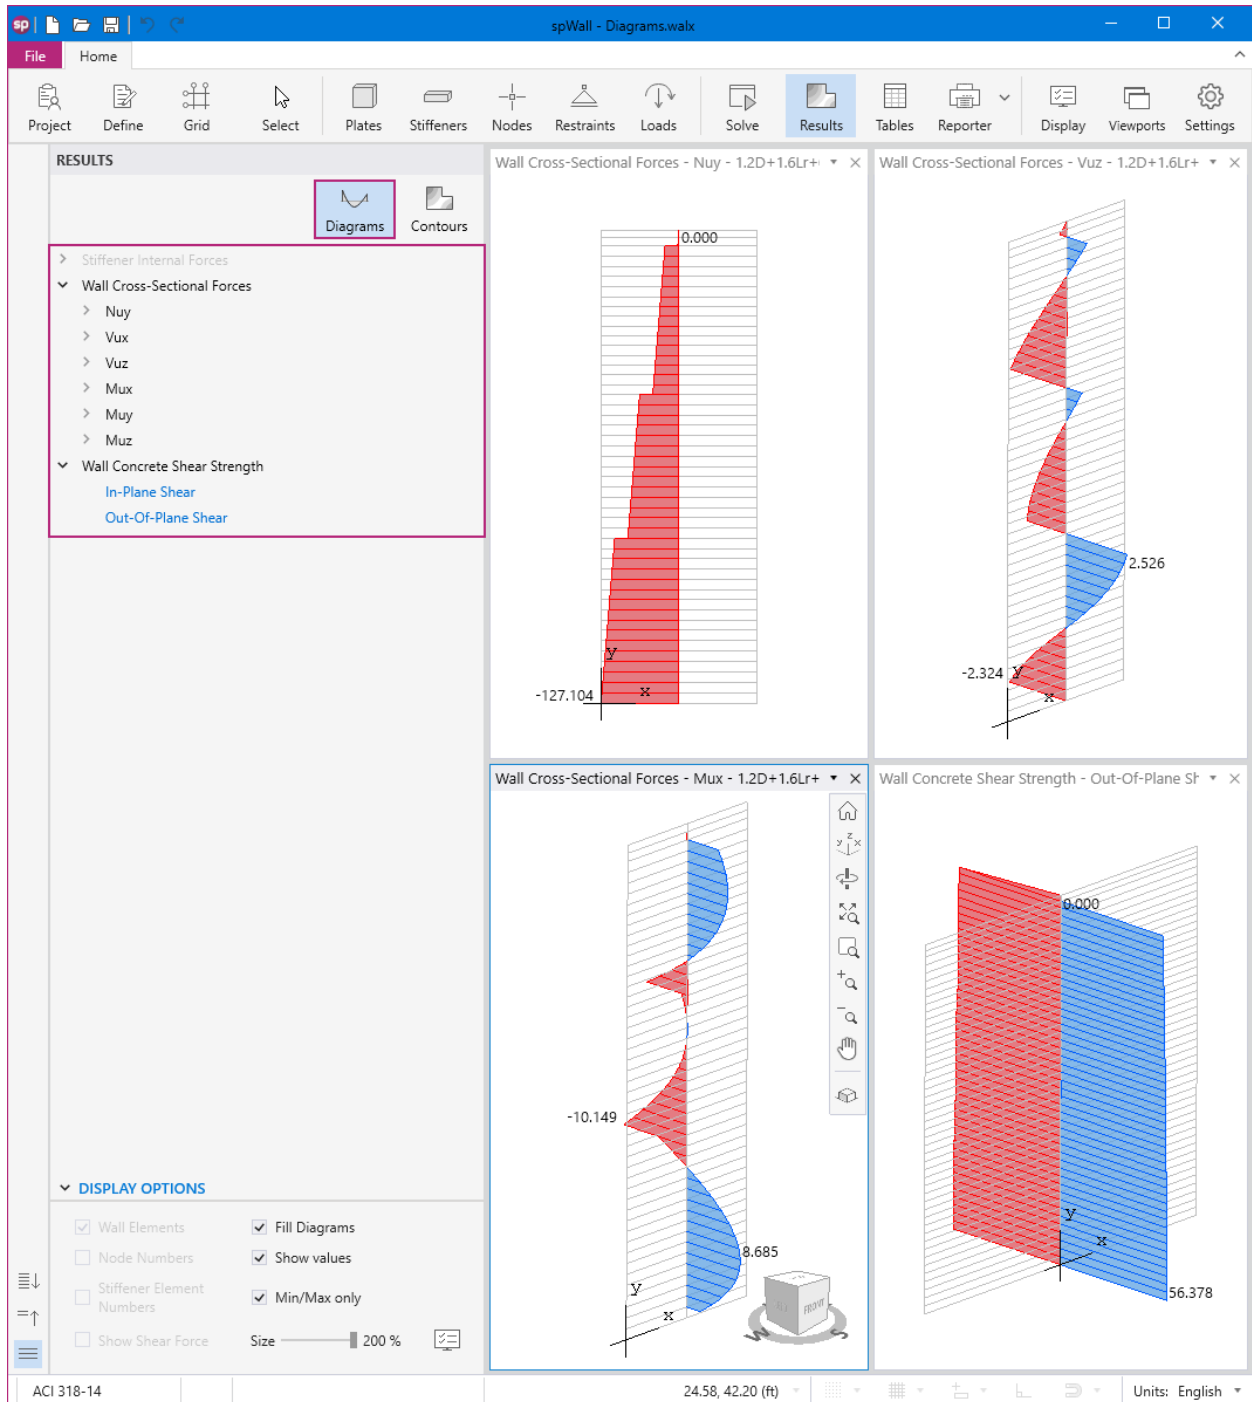 sp
spWall - Diagrams.walx
File
Home
Project
Define
Grid
Select
Plates
Stiffeners
Nodes
Restraints
Loads
Solve
Results
Tables
Reporter
Display
Viewports
Settings
RESULTS
Diagrams
Contours
Stiffener Internal Forces
Wall Cross-Sectional Forces
Nuy
Vux
Vuz
Mux
Muy
Muz
Wall Concrete Shear Strength
In-Plane Shear
Out-Of-Plane Shear
DISPLAY OPTIONS
Wall Elements
Fill Diagrams
Node Numbers
Show values
Stiffener Element
Numbers
Min/Max only
Show Shear Force
Size
200 %
Wall Cross-Sectional Forces - Nuy - 1.2D+1.6Lr+
0.000
y
x
-127.104
Wall Cross-Sectional Forces - Vuz - 1.2D+1.6Lr+
2.526
-2.324
y
x
Wall Cross-Sectional Forces - Mux - 1.2D+1.6Lr+
y z x
-10.149
8.685
y
x
FRONT
W
S
Wall Concrete Shear Strength - Out-Of-Plane Sh
0.000
y
x
56.378
ACI 318-14
24.58, 42.20 (ft)
Units: English